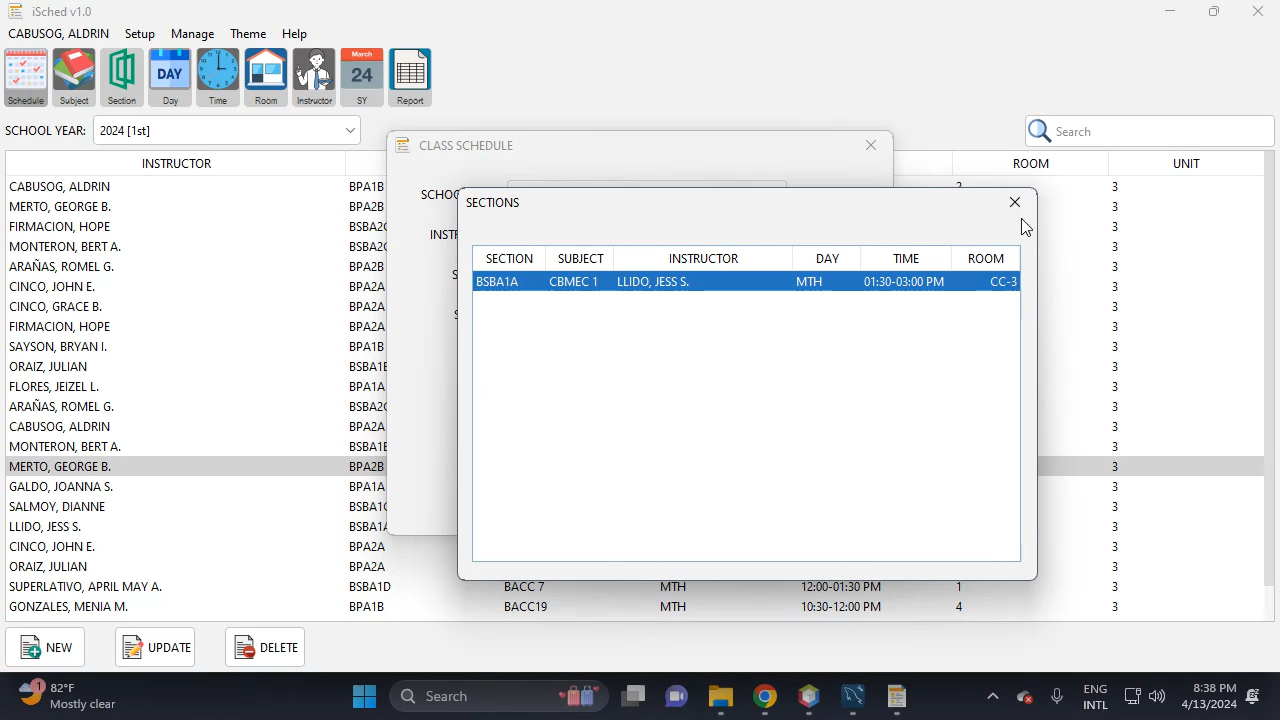 iSched v1.0
CABUSOG, ALDRIN Setup Manage Theme Help
Schedule Subject Section DAY Day Time Room Instructor March 24 SY Report
SCHOOL YEAR: 2024 [1st] Search
CLASS SCHEDULE
INSTRUCTOR ROOM UNIT
CABUSOG, ALDRIN BPA1B 3
MERTO, GEORGE B. BPA2B 3
FIRMACION, HOPE 3
MONTERON, BERT A. 3
ARAÑAS, ROMEL G. BPA2B 3
CINCO, JOHN E. BPA2A 3
CINCO, GRACE B. BPA2A 3
FIRMACION, HOPE BPA2A 3
SAYSON, BRYAN I. BPA1B 3
ORAIZ, JULIAN 3
FLORES, JEIZEL L. BPA1A 3
ARAÑAS, ROMEL G. 3
CABUSOG, ALDRIN BPA2A 3
MONTERON, BERT A. 3
MERTO, GEORGE B. BPA2B 3
GALDO, JOANNA S. BPA1A 3
SALMOY, DIANNE 3
LLIDO, JESS S. 3
CINCO, JOHN E. BPA2A 3
ORAIZ, JULIAN BPA2A 3
SUPERLATIVO, APRIL MAY A. BSBA1D BACC 7 MTH 12:00-01:30 PM 1 3
GONZALES, MENIA M. BPA1B BACC19 MTH 10:30-12:00 PM 4 3
SECTIONS
SECTION SUBJECT INSTRUCTOR DAY TIME ROOM
BSBA1A CBMEC 1 LLIDO, JESS S. MTH 01:30-03:00 PM CC-3
NEW UPDATE DELETE
1 82°F
Mostly clear
Search
ENG
INTL
8:38 PM
4/13/2024